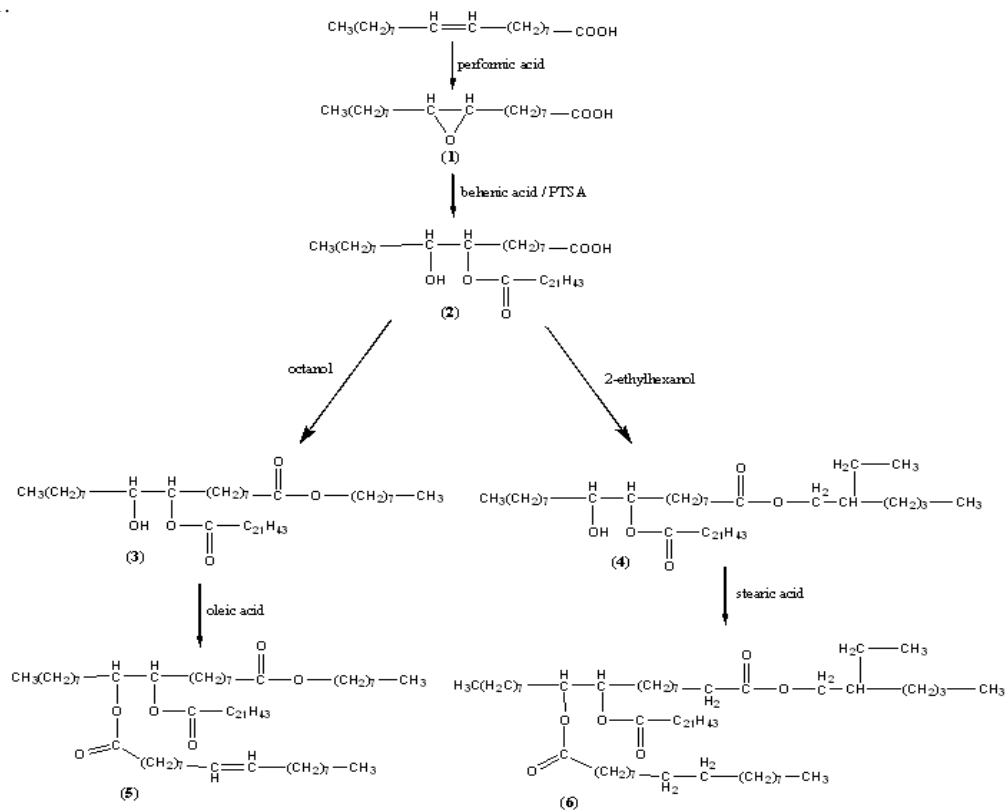 CH3(CH2)7 H H (CH2)7 COOH
performic acid
CH3(CH2)7 H H (CH2)7 COOH
O
(1)
behenic acid / PTSA
CH3(CH2)7 H H (CH2)7 COOH
OH O C C21H43
O
(2)
octanol
2-ethylhexanol
CH3(CH2)7 H H (CH2)7 O O (CH2)7 CH3
OH O C21H43
O
(3)
CH3(CH2)7 H H (CH2)7 O O H2 C H2C CH3 CH (CH2)3 CH3
OH O C C21H43
O
(4)
oleic acid
stearic acid
CH3(CH2)7 H H (CH2)7 C O O (CH2)7 CH3
O O C21H43
O C O
(CH2)7 C H C H (CH2)7 CH3
(5)
H3C(H2C)7 H H (CH2)7 C H2 O O H2 C H2C CH3 (CH2)3 CH3
O O C C21H43
O C O
(CH2)7 C H2 H2 C (CH2)7 CH3
(6)